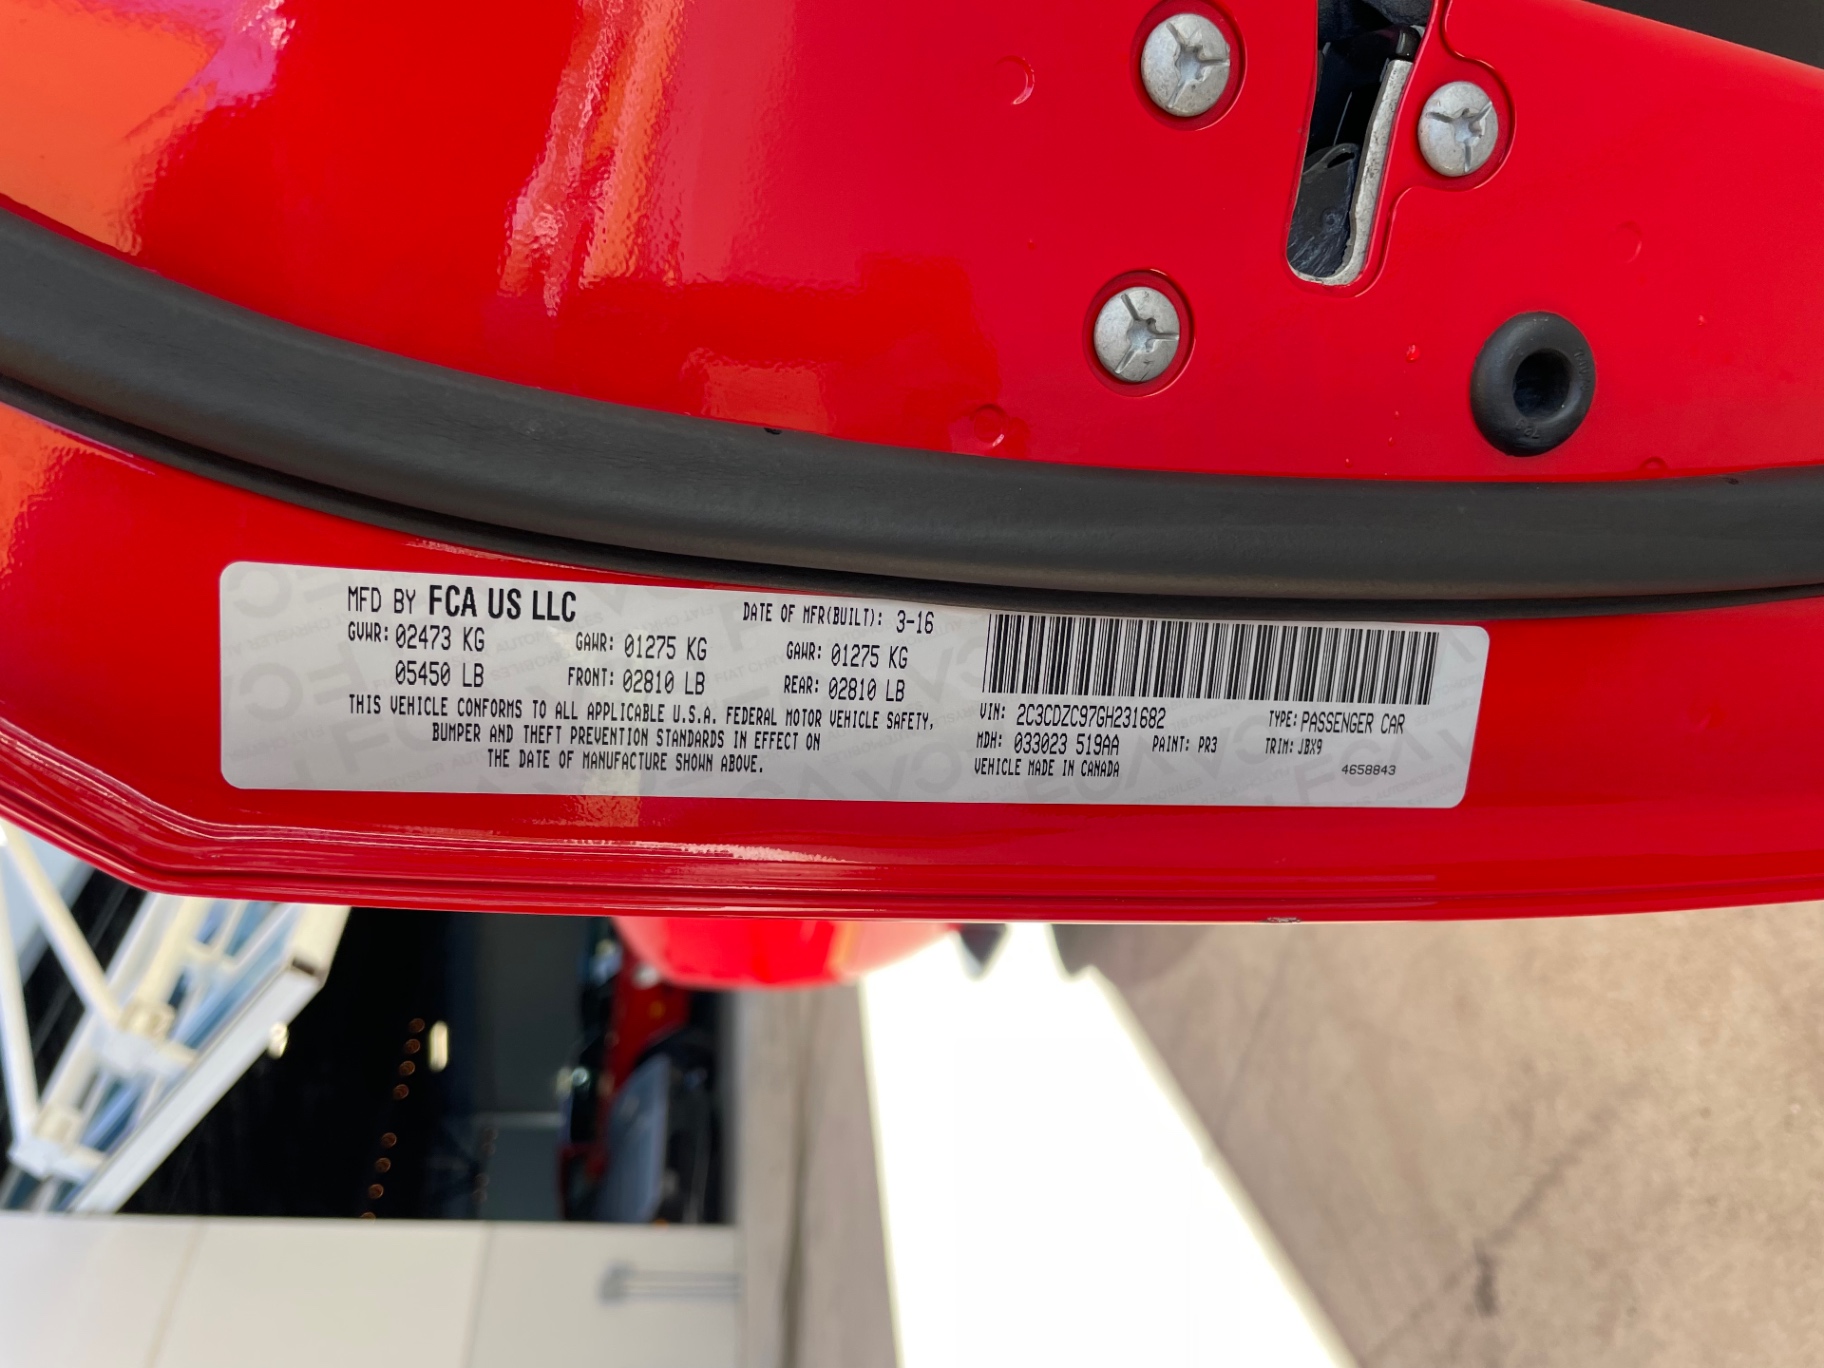 MFD BY FCA US LLC DATE OF MFR(BUILT): 3-16
GVWR: 02473 KG GAWR: 01275 KG GAWR: 01275 KG
05450 LB FRONT: 02810 LB REAR: 02810 LB
THIS VEHICLE CONFORMS TO ALL APPLICABLE U.S.A. FEDERAL MOTOR VEHICLE SAFETY,
BUMPER AND THEFT PREVENTION STANDARDS IN EFFECT ON
THE DATE OF MANUFACTURE SHOWN ABOVE.
VIN: 2C3CDZC97GH231682 TYPE: PASSENGER CAR
MDH: 033023 519AA PAINT: PR3 TRIM: JBX9
VEHICLE MADE IN CANADA 4658843